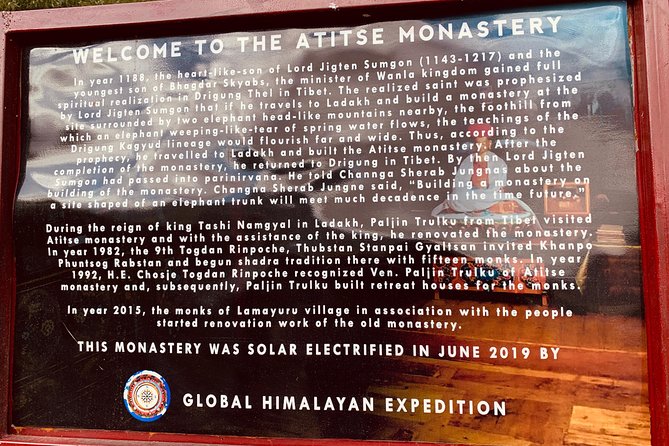 WELCOME TO THE ATITSE MONASTERY
In year 1188, the heart-like-son of Lord Jigten Sumgon (1143-1217) and the
youngest son of Bhagdar Skyabs, the minister of Wanla kingdom gained full
spiritual realization in Drigung Thel in Tibet. The realized saint was prophesized
by Lord Jigten Sumgon that if he travels to Ladakh and build a monastery at the
site surrounded by two elephant head-like mountains nearby, the foothill from
which an elephant weeping-like-tear of spring water flows, the teachings of the
Drigung Kagyud lineage would flourish far and wide. Thus, according to the
prophecy, he travelled to Ladakh and built the Atitse monastery. After the
completion of the monastery, he returned to Drigung in Tibet. By then Lord Jigten
Sumgon had passed into parinirvana. He told Channga Sherab Jungnas about the
building of the monastery. Changna Sherab Jungne said, "Building a monastery on
a site shaped of an elephant trunk will meet much decadence in the time future."
During the reign of king Tashi Namgyal in Ladakh, Paljin Trulku from Tibet visited
Atitse monastery and with the assistance of the king, he renovated the monastery.
In year 1982, the 9th Togdan Rinpoche, Thubstan Stanpai Gyaltsan invited Khanpo
Phuntsog Rabstan and begun shadra tradition there with fifteen monks. In year
1992, H.E. Chosje Togdan Rinpoche recognized Ven. Paljin Trulku of Atitse
monastery and, subsequently, Paljin Trulku built retreat houses for the monks.
In year 2015, the monks of Lamayuru village in association with the people
started renovation work of the old monastery.
THIS MONASTERY WAS SOLAR ELECTRIFIED IN JUNE 2019 BY
GLOBAL HIMALAYAN EXPEDITION